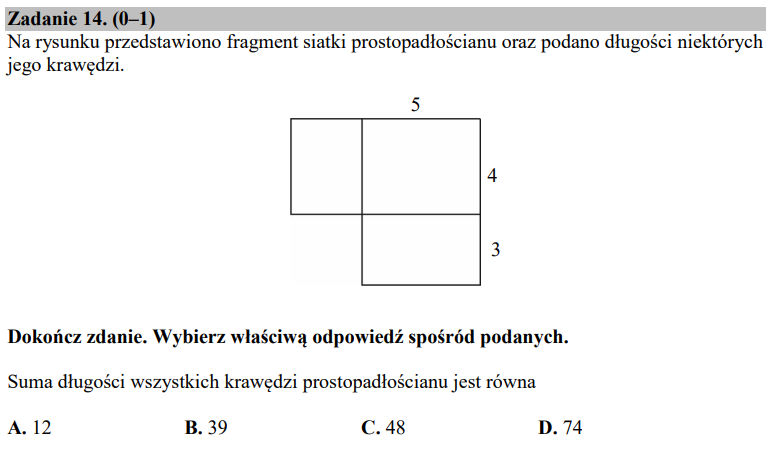 Zadanie 14. (0–1)
Na rysunku przedstawiono fragment siatki prostopadłościanu oraz podano długości niektórych
jego krawędzi.
5
4
3
Dokończ zdanie. Wybierz właściwą odpowiedź spośród podanych.
Suma długości wszystkich krawędzi prostopadłościanu jest równa
A. 12 B. 39 C. 48 D. 74